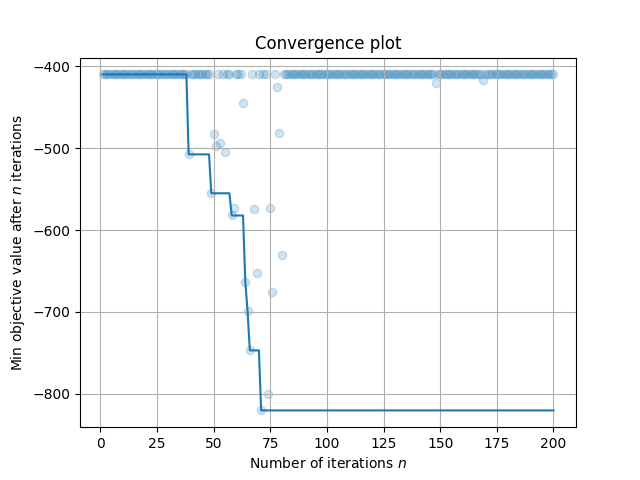 Convergence plot
Min objective value after n iterations
−400
−500
−600
−700
−800
0 25 50 75 100 125 150 175 200
Number of iterations n